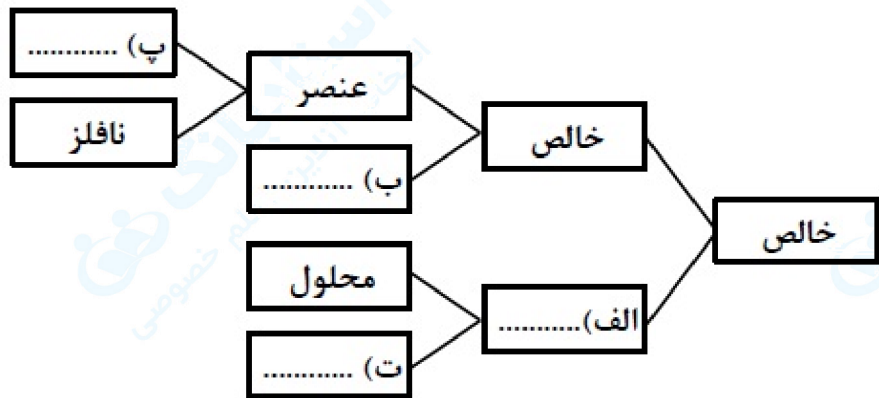 خالص
خالص
الف)...........
عنصر
ب) ............
محلول
ت) ............
پ) ............
نافلز